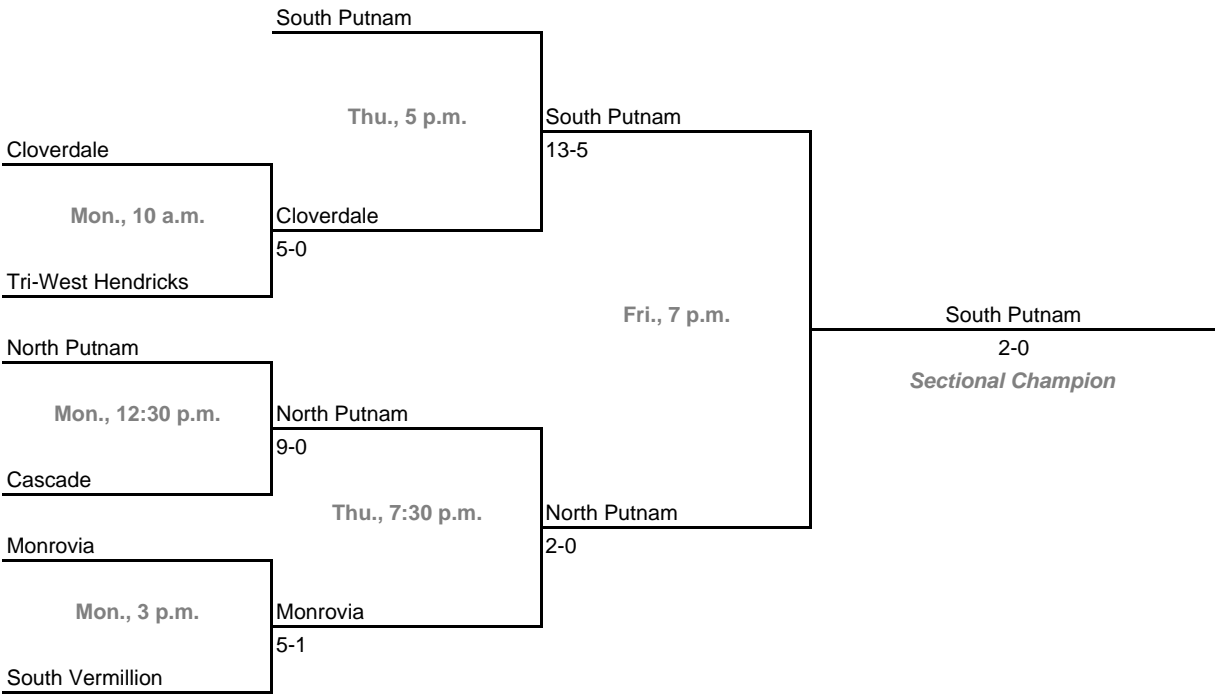 South Putnam
Thu., 5 p.m.
South Putnam
Cloverdale
13-5
Mon., 10 a.m.
Cloverdale
5-0
Tri-West Hendricks
Fri., 7 p.m.
South Putnam
North Putnam
2-0
Sectional Champion
Mon., 12:30 p.m.
North Putnam
9-0
Cascade
Thu., 7:30 p.m.
North Putnam
Monrovia
2-0
Mon., 3 p.m.
Monrovia
5-1
South Vermillion